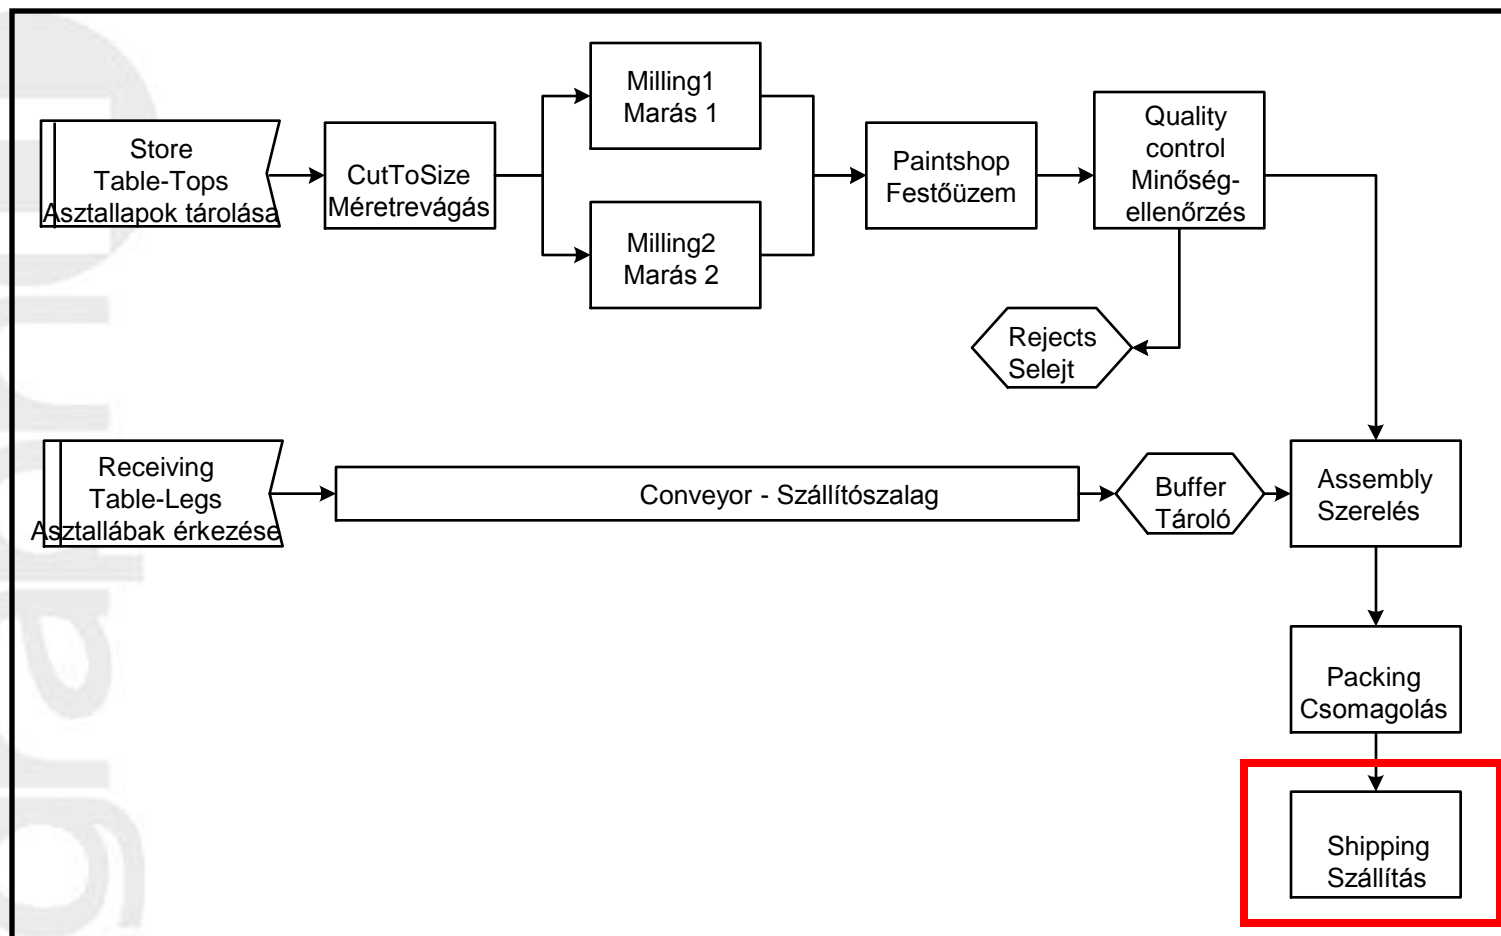 Store
Table-Tops
Asztallapok tárolása
CutToSize
Méretrevágás
Milling1
Marás 1
Milling2
Marás 2
Paintshop
Festőüzem
Quality
control
Minőség-
ellenőrzés
Rejects
Selejt
Receiving
Table-Legs
Asztallábak érkezése
Conveyor - Szállítószalag
Buffer
Tároló
Assembly
Szerelés
Packing
Csomagolás
Shipping
Szállítás